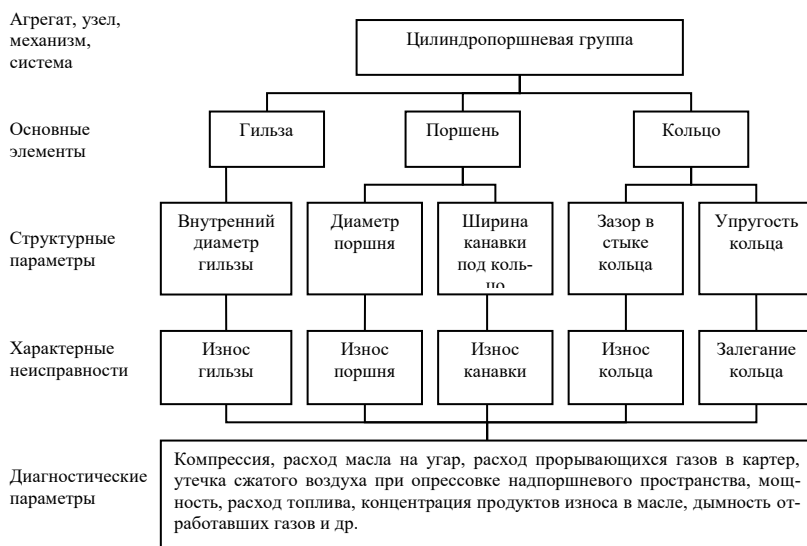 Агрегат, узел,
механизм,
система
Цилиндропоршневая группа
Основные
элементы
Гильза
Поршень
Кольцо
Структурные
параметры
Внутренний
диаметр
гильзы
Диаметр
поршня
Ширина
канавки
под коль-
цо
Зазор в
стыке
кольца
Упругость
кольца
Характерные
неисправности
Износ
гильзы
Износ
поршня
Износ
канавки
Износ
кольца
Залегание
кольца
Диагностические
параметры
Компрессия, расход масла на угар, расход прорывающихся газов в картер,
утечка сжатого воздуха при опрессовке надпоршневого пространства, мощ-
ность, расход топлива, концентрация продуктов износа в масле, дымность от-
работавших газов и др.